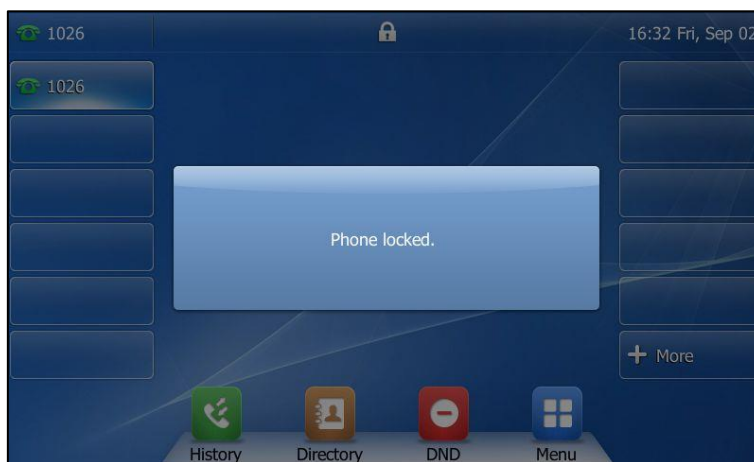 1026
16:32 Fri, Sep 02
1026
Phone locked.
More
History Directory DND Menu